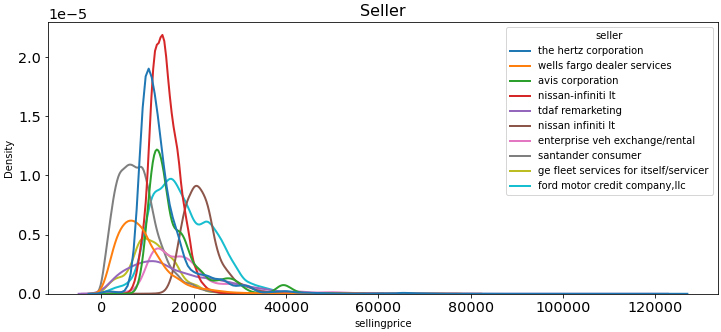 Seller
1e−5
2.0
1.5
1.0
0.5
0.0
Density
seller
the hertz corporation
wells fargo dealer services
avis corporation
nissan-infiniti lt
tdaf remarketing
nissan infiniti lt
enterprise veh exchange/rental
santander consumer
ge fleet services for itself/servicer
ford motor credit company,llc
0 20000 40000 60000 80000 100000 120000
sellingprice